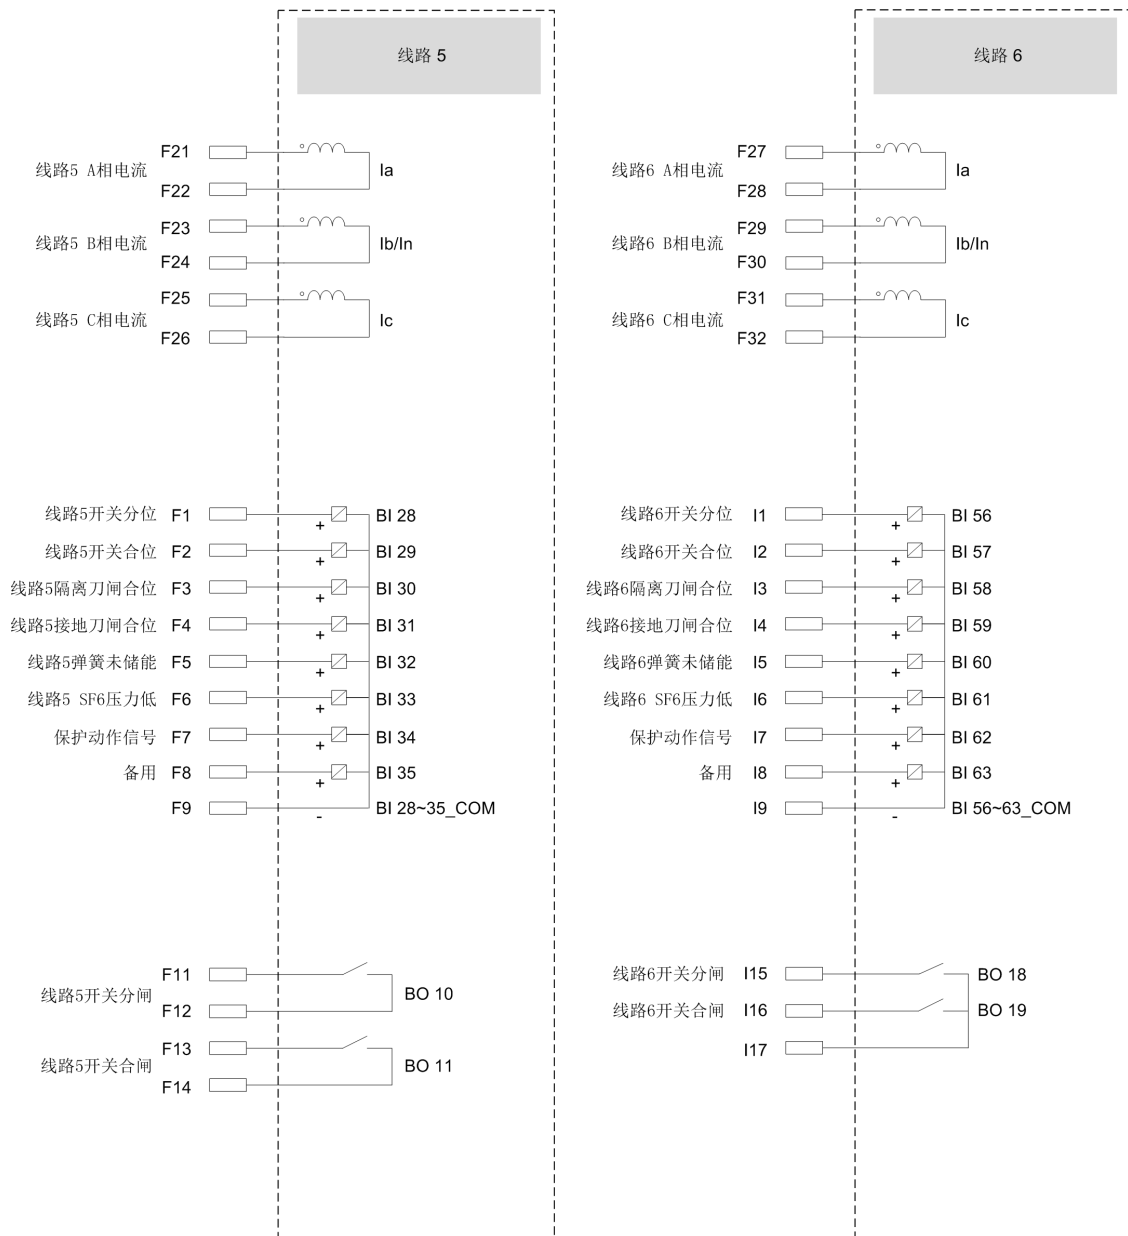 线路 5
F21
线路5 A相电流
Ia
F22
F23
线路5 B相电流
Ib/In
F24
F25
线路5 C相电流
Ic
F26
线路5开关分位 F1 + BI 28
线路5开关合位 F2 + BI 29
线路5隔离刀闸合位 F3 + BI 30
线路5接地刀闸合位 F4 + BI 31
线路5弹簧未储能 F5 + BI 32
线路5 SF6压力低 F6 + BI 33
保护动作信号 F7 + BI 34
备用 F8 + BI 35
F9 - BI 28~35_COM
F11
线路5开关分闸
BO 10
F12
F13
线路5开关合闸
BO 11
F14
线路 6
F27
线路6 A相电流
Ia
F28
F29
线路6 B相电流
Ib/In
F30
F31
线路6 C相电流
Ic
F32
线路6开关分位 I1 + BI 56
线路6开关合位 I2 + BI 57
线路6隔离刀闸合位 I3 + BI 58
线路6接地刀闸合位 I4 + BI 59
线路6弹簧未储能 I5 + BI 60
线路6 SF6压力低 I6 + BI 61
保护动作信号 I7 + BI 62
备用 I8 + BI 63
I9 - BI 56~63_COM
线路6开关分闸 I15 BO 18
线路6开关合闸 I16 BO 19
I17